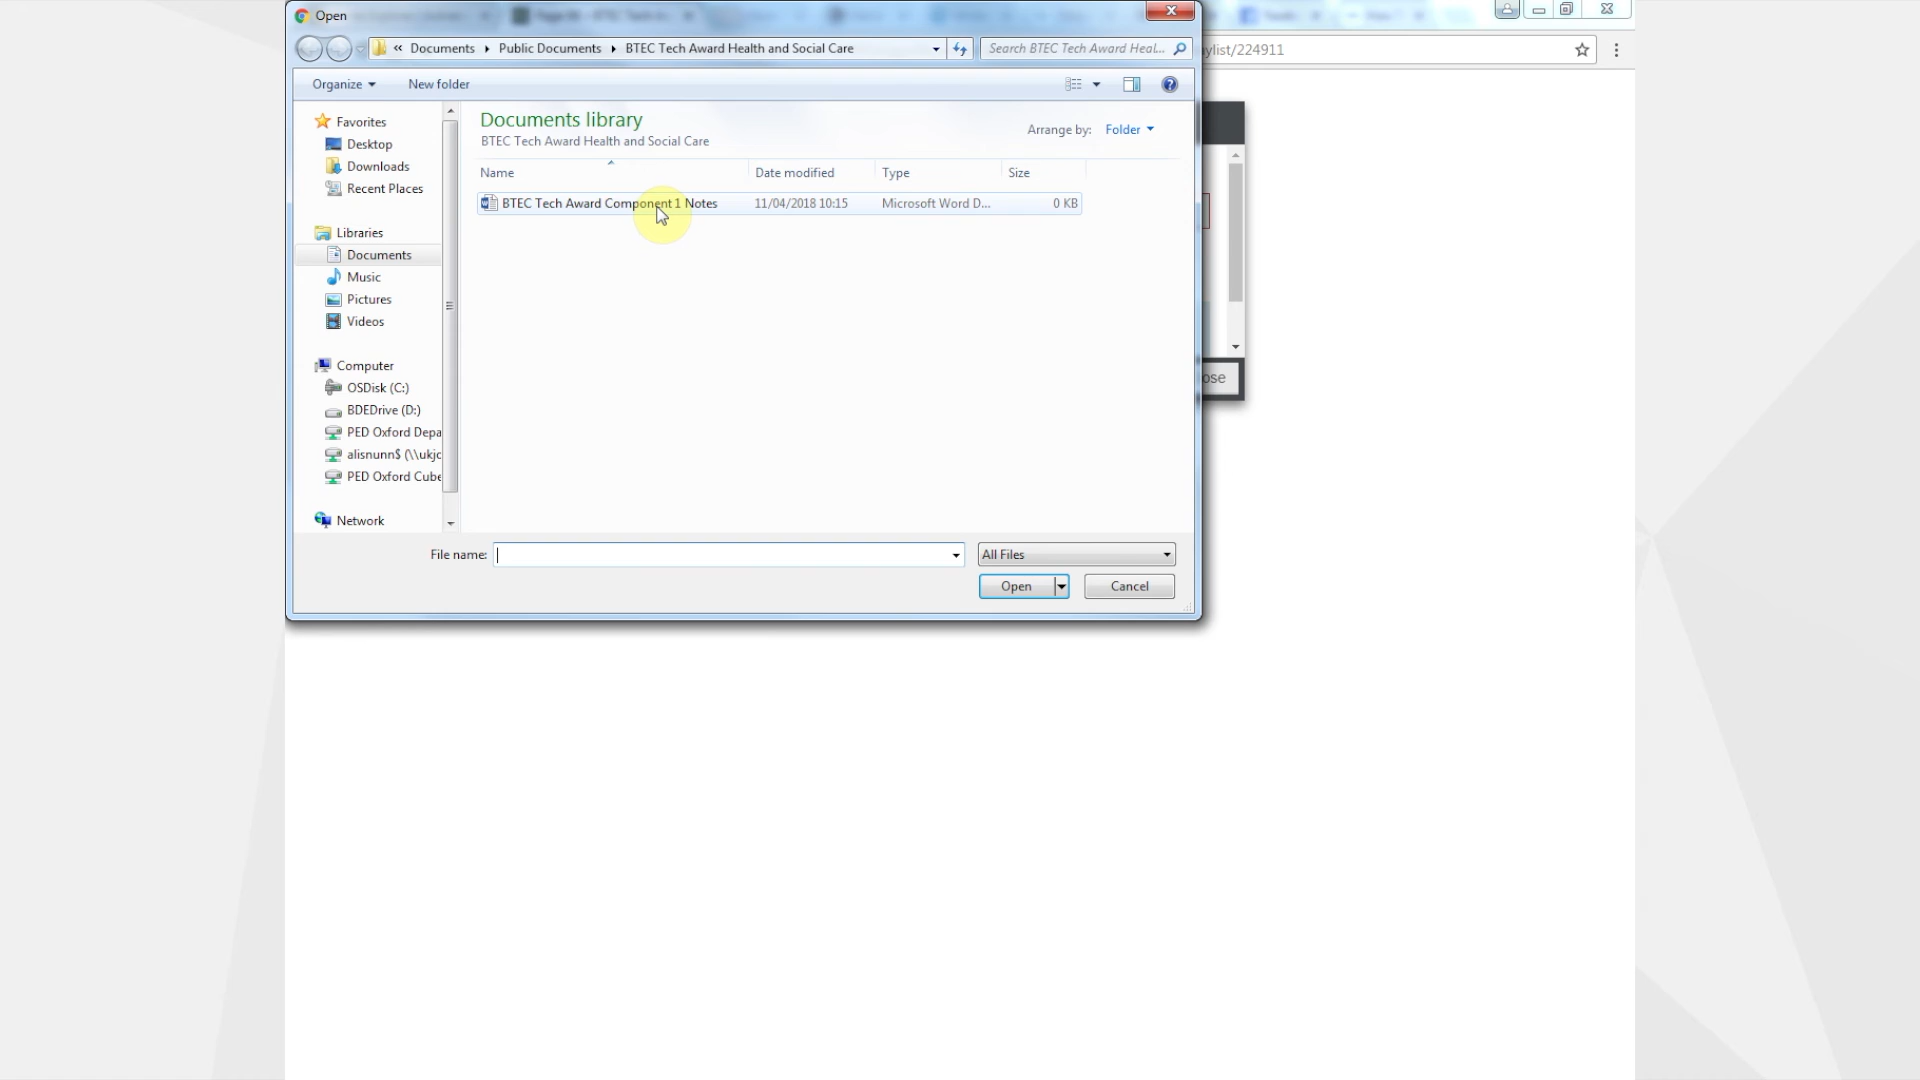 Open
« Documents ▸ Public Documents ▸ BTEC Tech Award Health and Social Care
Search BTEC Tech Award Heal...
ylist/224911
Organize
New folder
Favorites
Desktop
Downloads
Recent Places
Libraries
Documents
Music
Pictures
Videos
Computer
OSDisk (C:)
BDEDrive (D:)
PED Oxford Depa
alisnunn$ (\\ukjc
PED Oxford Cube
Network
Documents library
BTEC Tech Award Health and Social Care
Arrange by: Folder
Name Date modified Type Size
BTEC Tech Award Component 1 Notes 11/04/2018 10:15 Microsoft Word D... 0 KB
ose
File name:
All Files
Open
Cancel